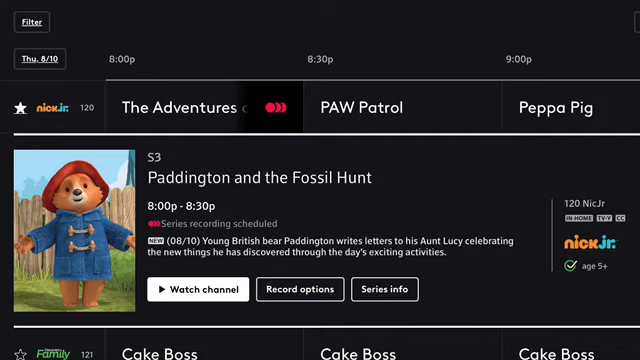 Filter
Thu, 8/10
8:00p
8:30p
9:00p
nick jr.
120
The Adventures
PAW Patrol
Peppa Pig
S3
Paddington and the Fossil Hunt
8:00p - 8:30p
Series recording scheduled
NEW (08/10) Young British bear Paddington writes letters to his Aunt Lucy celebrating
the new things he has discovered through the day's exciting activities.
Watch channel
Record options
Series info
120 NicJr
IN-HOME TV-Y CC
nick jr.
age 5+
Discovery Family
121
Cake Boss
Cake Boss
Cake Boss